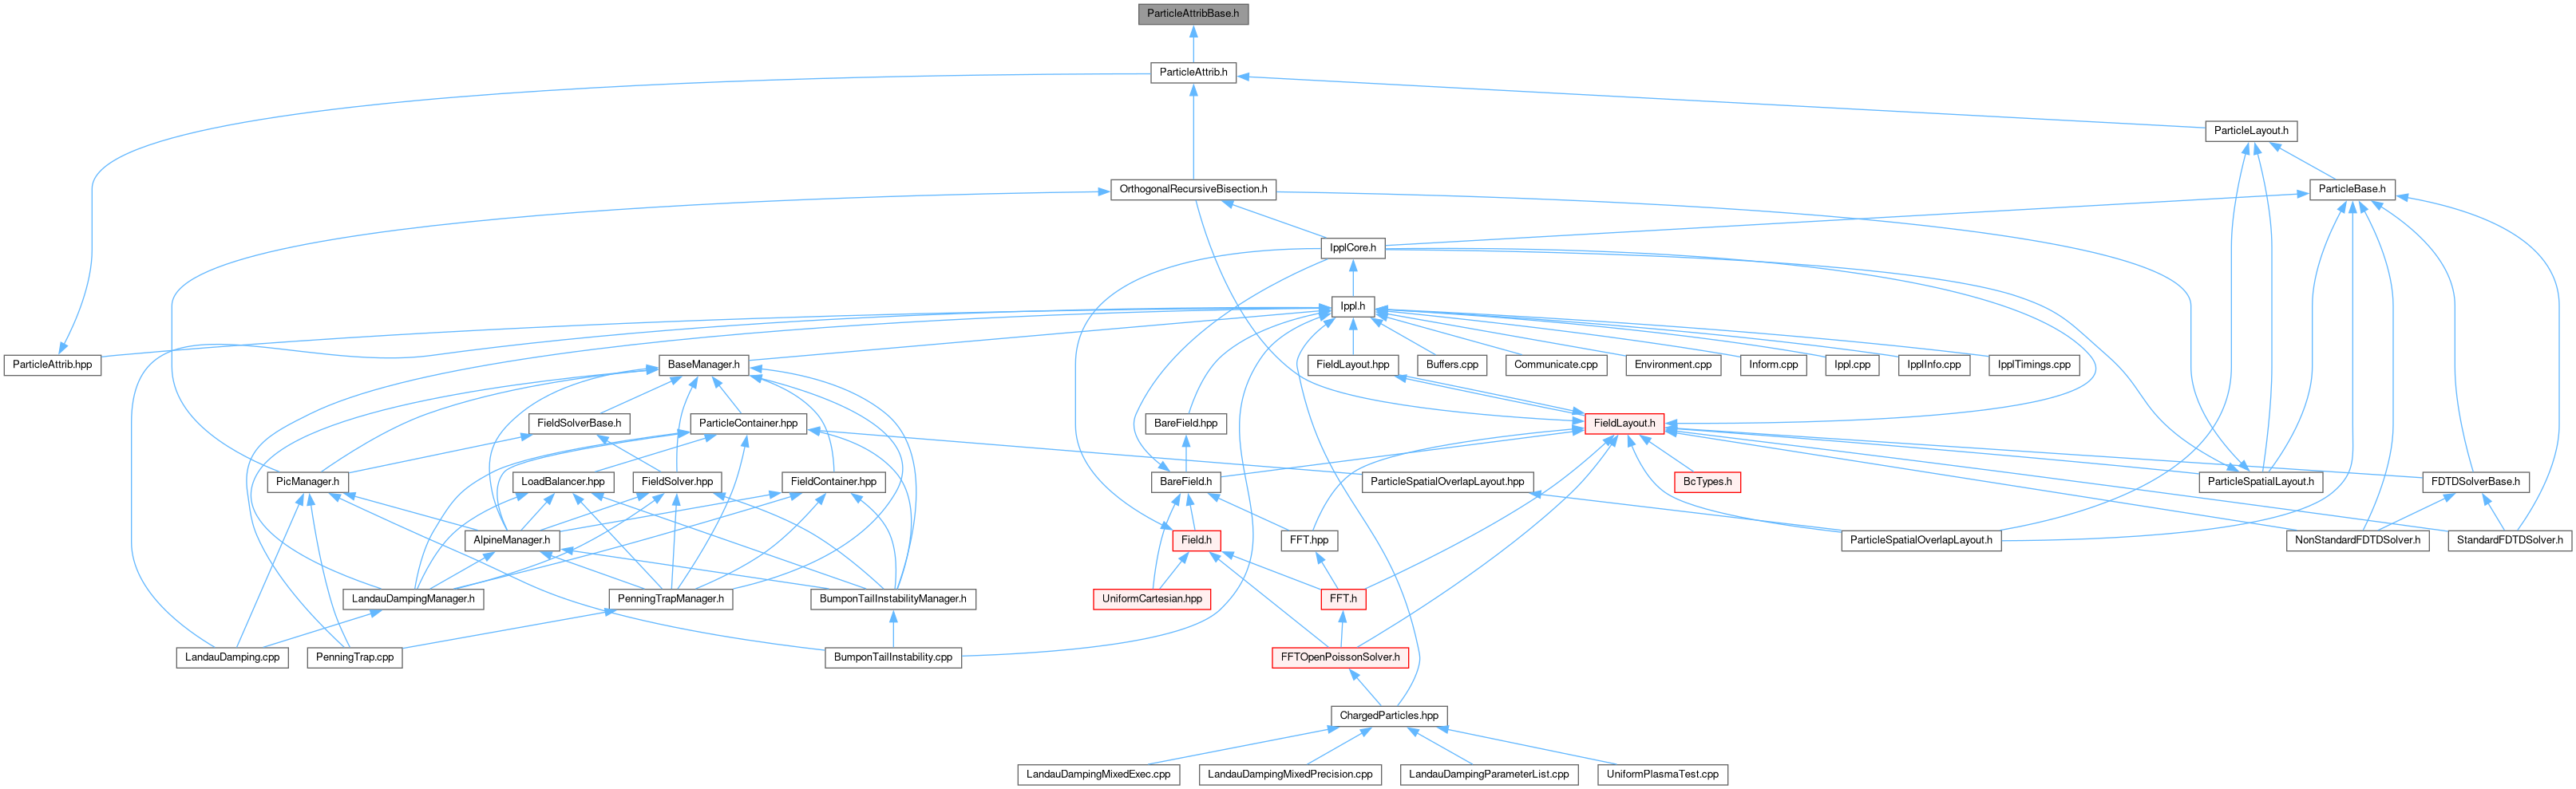 ParticleAttribBase.h
ParticleAttrib.h
ParticleLayout.h
OrthogonalRecursiveBisection.h
ParticleBase.h
IpplCore.h
Ippl.h
ParticleAttrib.hpp
BaseManager.h
FieldLayout.hpp
Buffers.cpp
Communicate.cpp
Environment.cpp
Inform.cpp
Ippl.cpp
IpplInfo.cpp
IpplTimings.cpp
FieldSolverBase.h
ParticleContainer.hpp
BareField.hpp
FieldLayout.h
PicManager.h
LoadBalancer.hpp
FieldSolver.hpp
FieldContainer.hpp
BareField.h
ParticleSpatialOverlapLayout.hpp
BcTypes.h
ParticleSpatialLayout.h
FDTDSolverBase.h
AlpineManager.h
Field.h
FFT.hpp
ParticleSpatialOverlapLayout.h
NonStandardFDTDSolver.h
StandardFDTDSolver.h
LandauDampingManager.h
PenningTrapManager.h
BumponTailInstabilityManager.h
UniformCartesian.hpp
FFT.h
LandauDamping.cpp
PenningTrap.cpp
BumponTailInstability.cpp
FFTOpenPoissonSolver.h
ChargedParticles.hpp
LandauDampingMixedExec.cpp
LandauDampingMixedPrecision.cpp
LandauDampingParameterList.cpp
UniformPlasmaTest.cpp